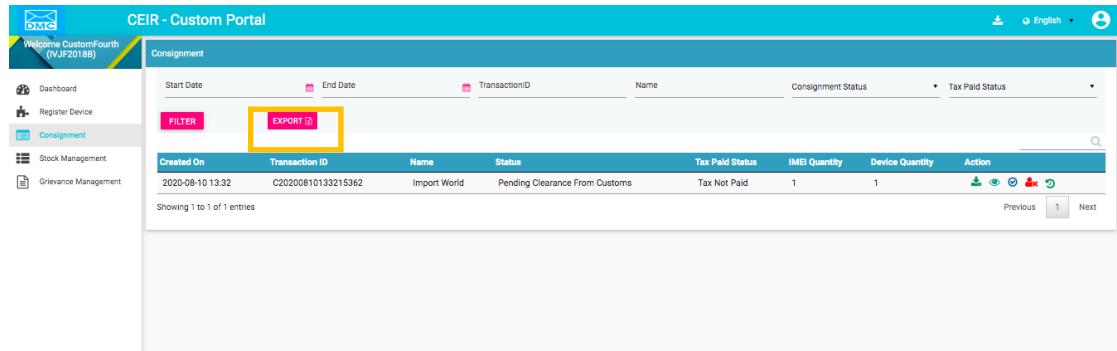 DMC
CEIR - Custom Portal
English
Welcome CustomFourth
(IVJF2018B)
Dashboard
Register Device
Consignment
Stock Management
Grievance Management
Consignment
Start Date End Date TransactionID Name Consignment Status Tax Paid Status
FILTER EXPORT
Created On Transaction ID Name Status Tax Paid Status IMEI Quantity Device Quantity Action
2020-08-10 13:32 C20200810133215362 Import World Pending Clearance From Customs Tax Not Paid 1 1
Showing 1 to 1 of 1 entries Previous 1 Next